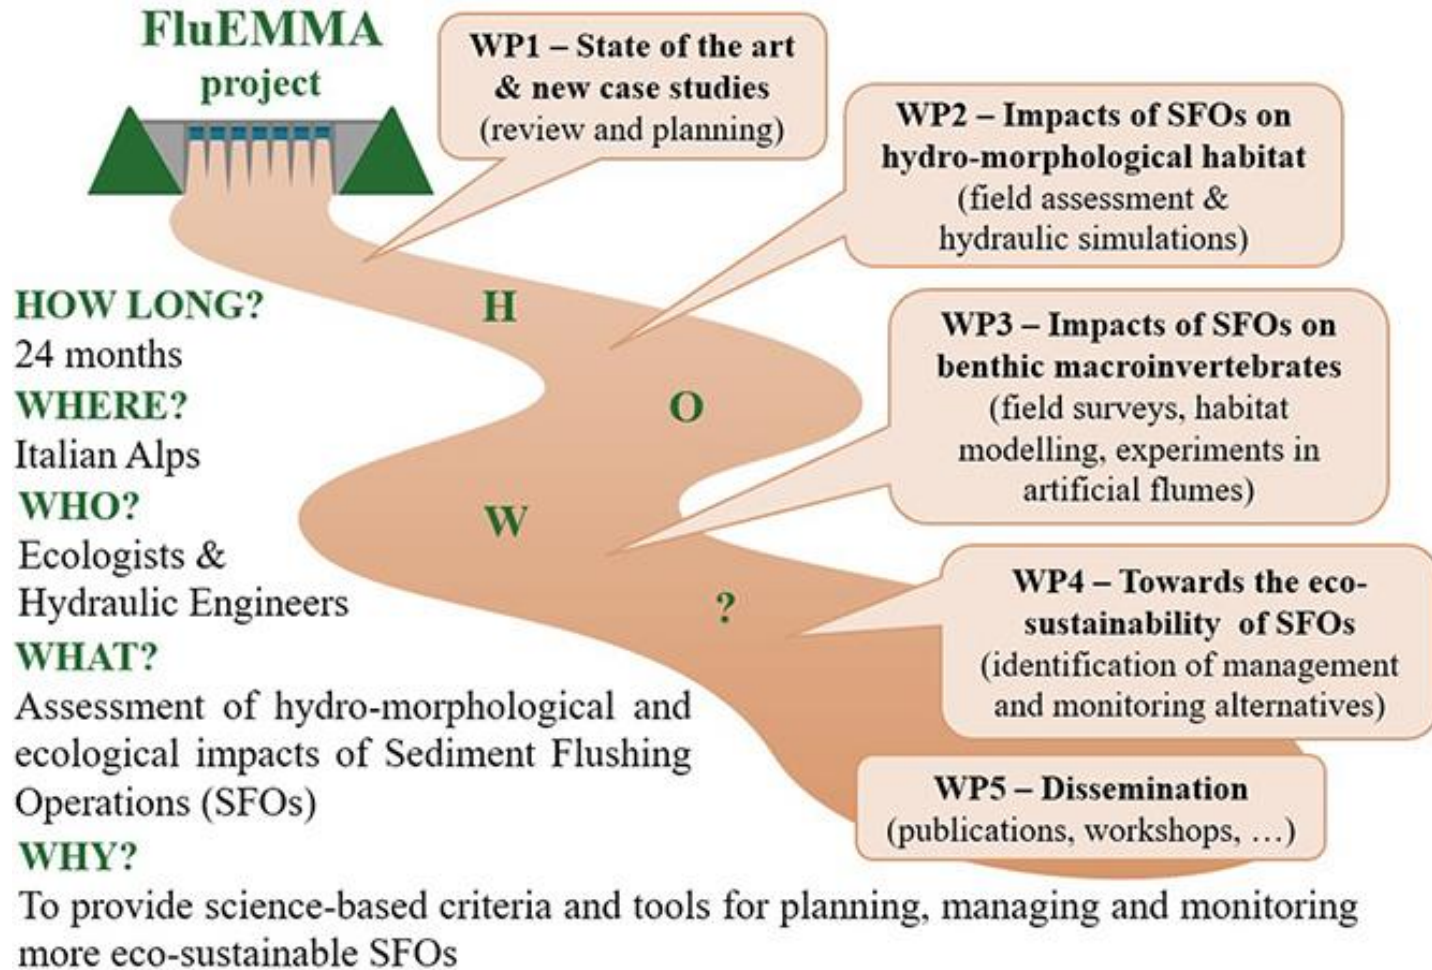 FluEMMA
project
WP1 – State of the art
& new case studies
(review and planning)
WP2 – Impacts of SFOs on
hydro-morphological habitat
(field assessment &
hydraulic simulations)
WP3 – Impacts of SFOs on
benthic macroinvertebrates
(field surveys, habitat
modelling, experiments in
artificial flumes)
WP4 – Towards the eco-
sustainability of SFOs
(identification of management
and monitoring alternatives)
WP5 – Dissemination
(publications, workshops, …)
H
O
W
?
HOW LONG?
24 months
WHERE?
Italian Alps
WHO?
Ecologists &
Hydraulic Engineers
WHAT?
Assessment of hydro-morphological and
ecological impacts of Sediment Flushing
Operations (SFOs)
WHY?
To provide science-based criteria and tools for planning, managing and monitoring
more eco-sustainable SFOs